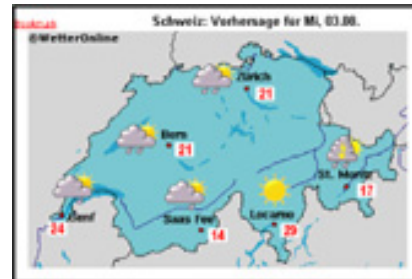 Schweiz: Vorhersage für Mi, 03.08.
©WetterOnline
Zürich
21
Bern
21
St. Moritz
17
Genf
24
Saas Fee
14
Locarno
29